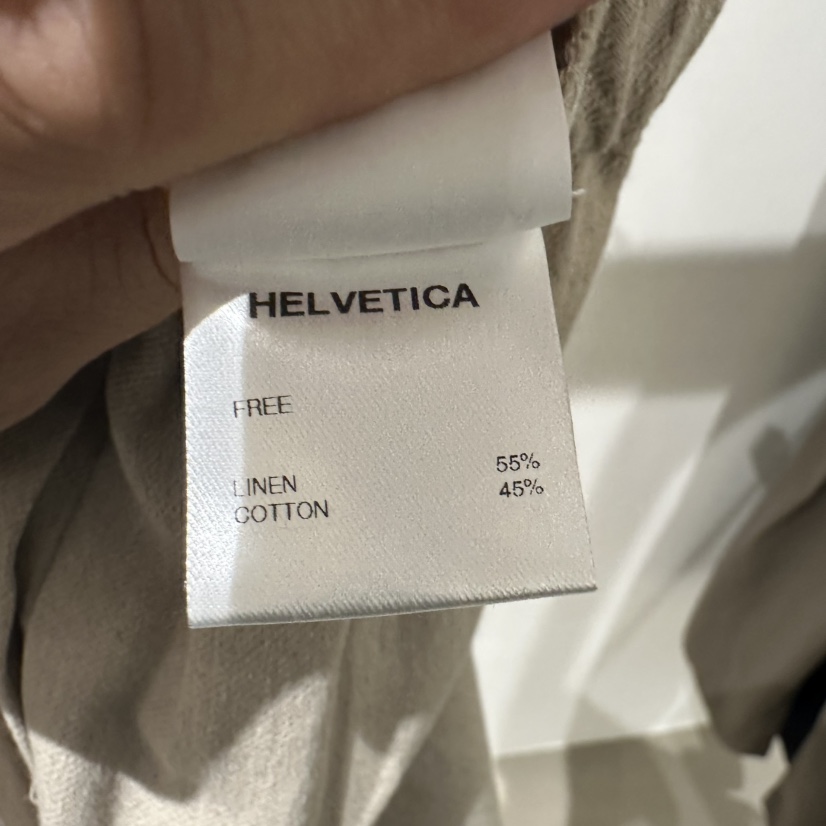 HELVETICA
FREE
LINEN 55%
COTTON 45%